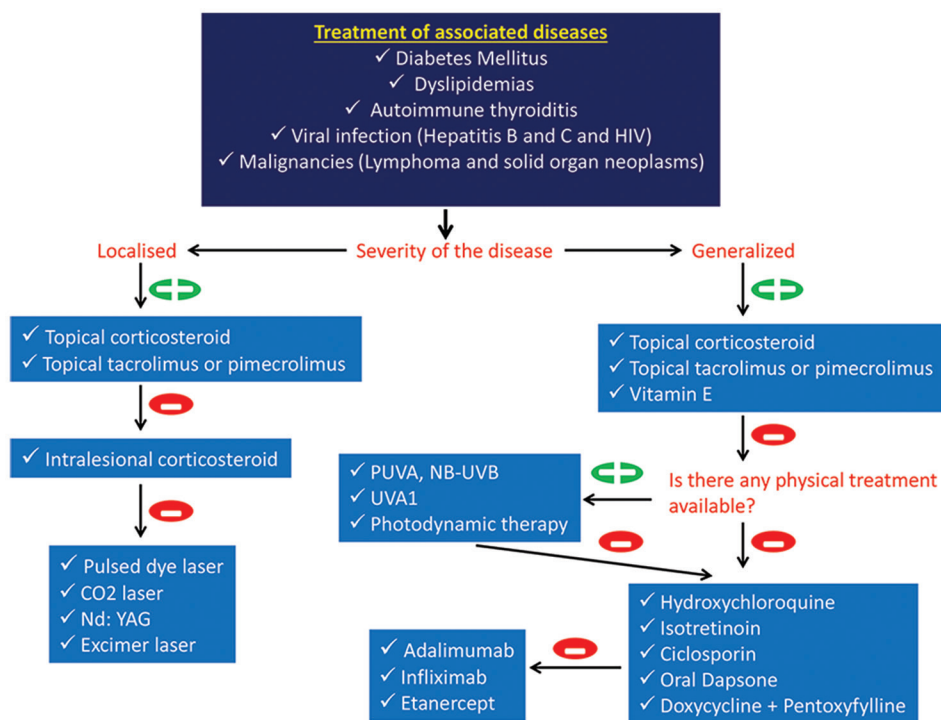 Treatment of associated diseases
✓ Diabetes Mellitus
✓ Dyslipidemias
✓ Autoimmune thyroiditis
✓ Viral infection (Hepatitis B and C and HIV)
✓ Malignancies (Lymphoma and solid organ neoplasms)
Localised
Severity of the disease
Generalized
✓ Topical corticosteroid
✓ Topical tacrolimus or pimecrolimus
✓ Topical corticosteroid
✓ Topical tacrolimus or pimecrolimus
✓ Vitamin E
✓ Intralesional corticosteroid
✓ PUVA, NB-UVB
✓ UVA1
✓ Photodynamic therapy
Is there any physical treatment
available?
✓ Pulsed dye laser
✓ CO2 laser
✓ Nd: YAG
✓ Excimer laser
✓ Adalimumab
✓ Infliximab
✓ Etanercept
✓ Hydroxychloroquine
✓ Isotretinoin
✓ Ciclosporin
✓ Oral Dapsone
✓ Doxycycline + Pentoxyfylline